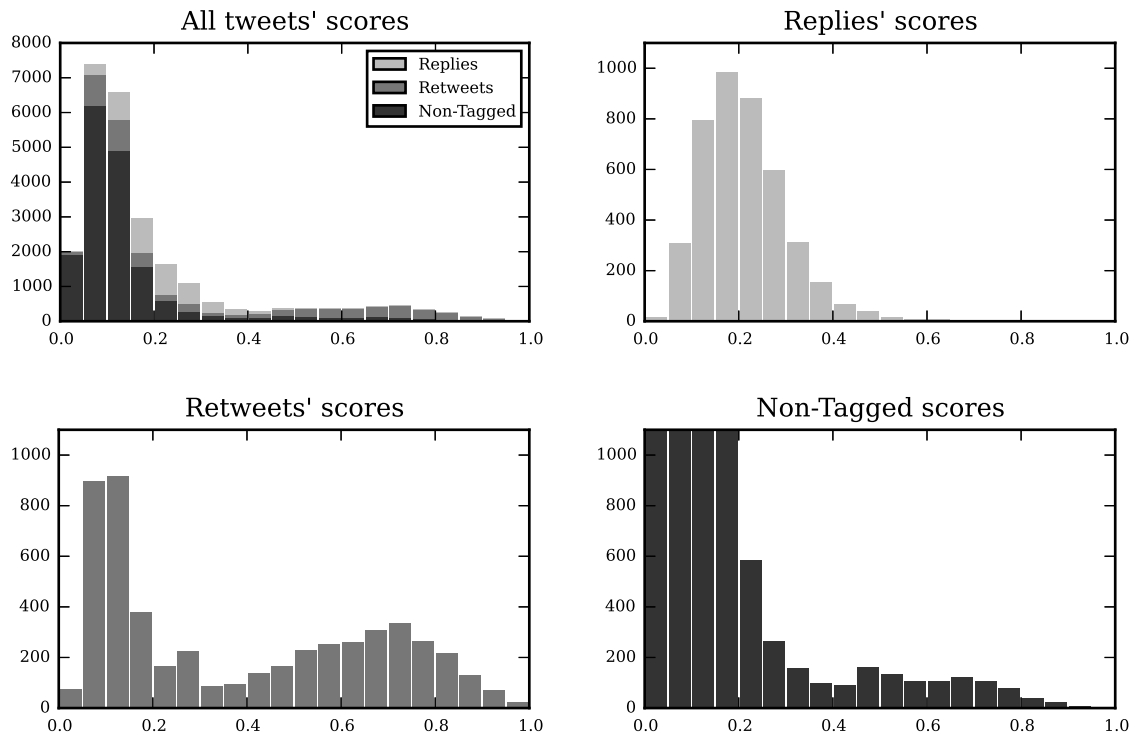 All tweets' scores
8000
7000
6000
5000
4000
3000
2000
1000
0
0.0 0.2 0.4 0.6 0.8 1.0
Replies
Retweets
Non-Tagged
Replies' scores
1000
800
600
400
200
0
0.0 0.2 0.4 0.6 0.8 1.0
Retweets' scores
1000
800
600
400
200
0
0.0 0.2 0.4 0.6 0.8 1.0
Non-Tagged scores
1000
800
600
400
200
0
0.0 0.2 0.4 0.6 0.8 1.0